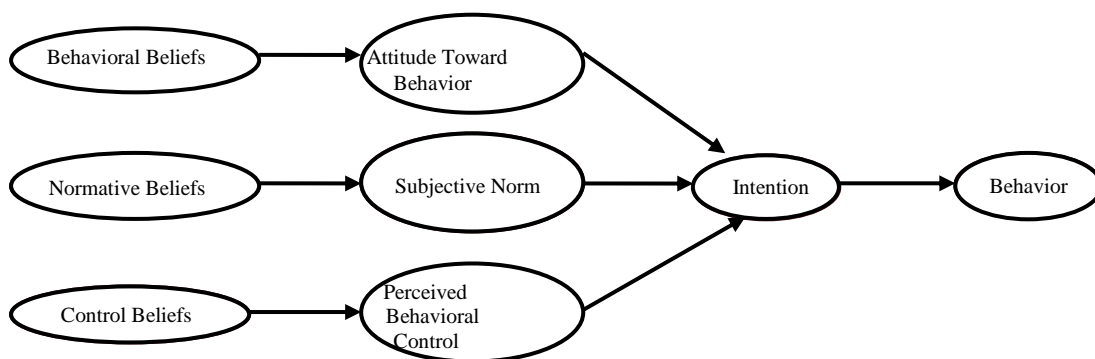 Behavioral Beliefs
Attitude Toward
Behavior
Normative Beliefs
Subjective Norm
Intention
Behavior
Control Beliefs
Perceived
Behavioral
Control